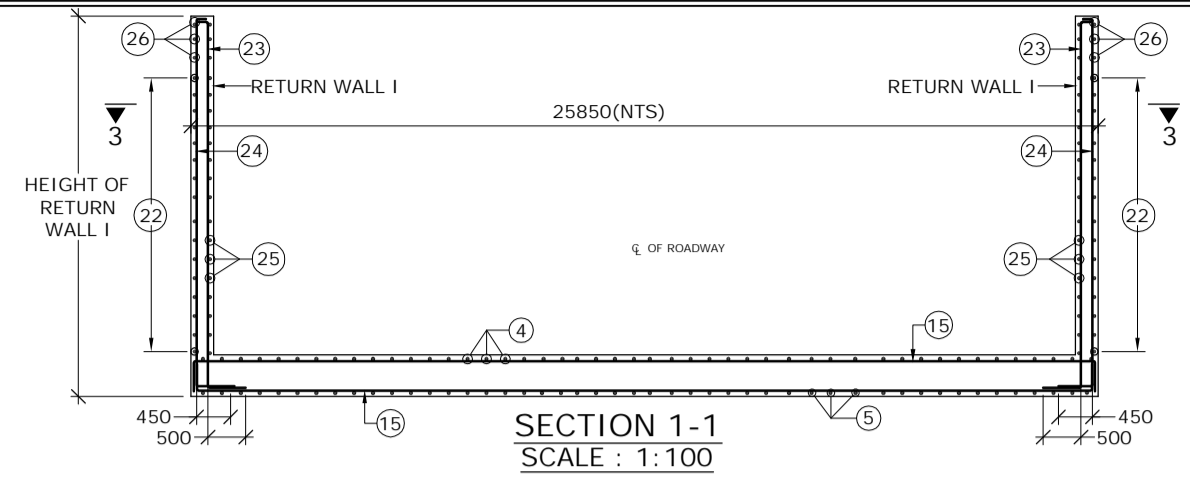 26
23
23
26
RETURN WALL I
RETURN WALL I
25850(NTS)
3
3
24
24
HEIGHT OF
RETURN
WALL I
22
22
℄ OF ROADWAY
25
25
4
15
450
15
5
450
500
500
SECTION 1-1
SCALE : 1:100